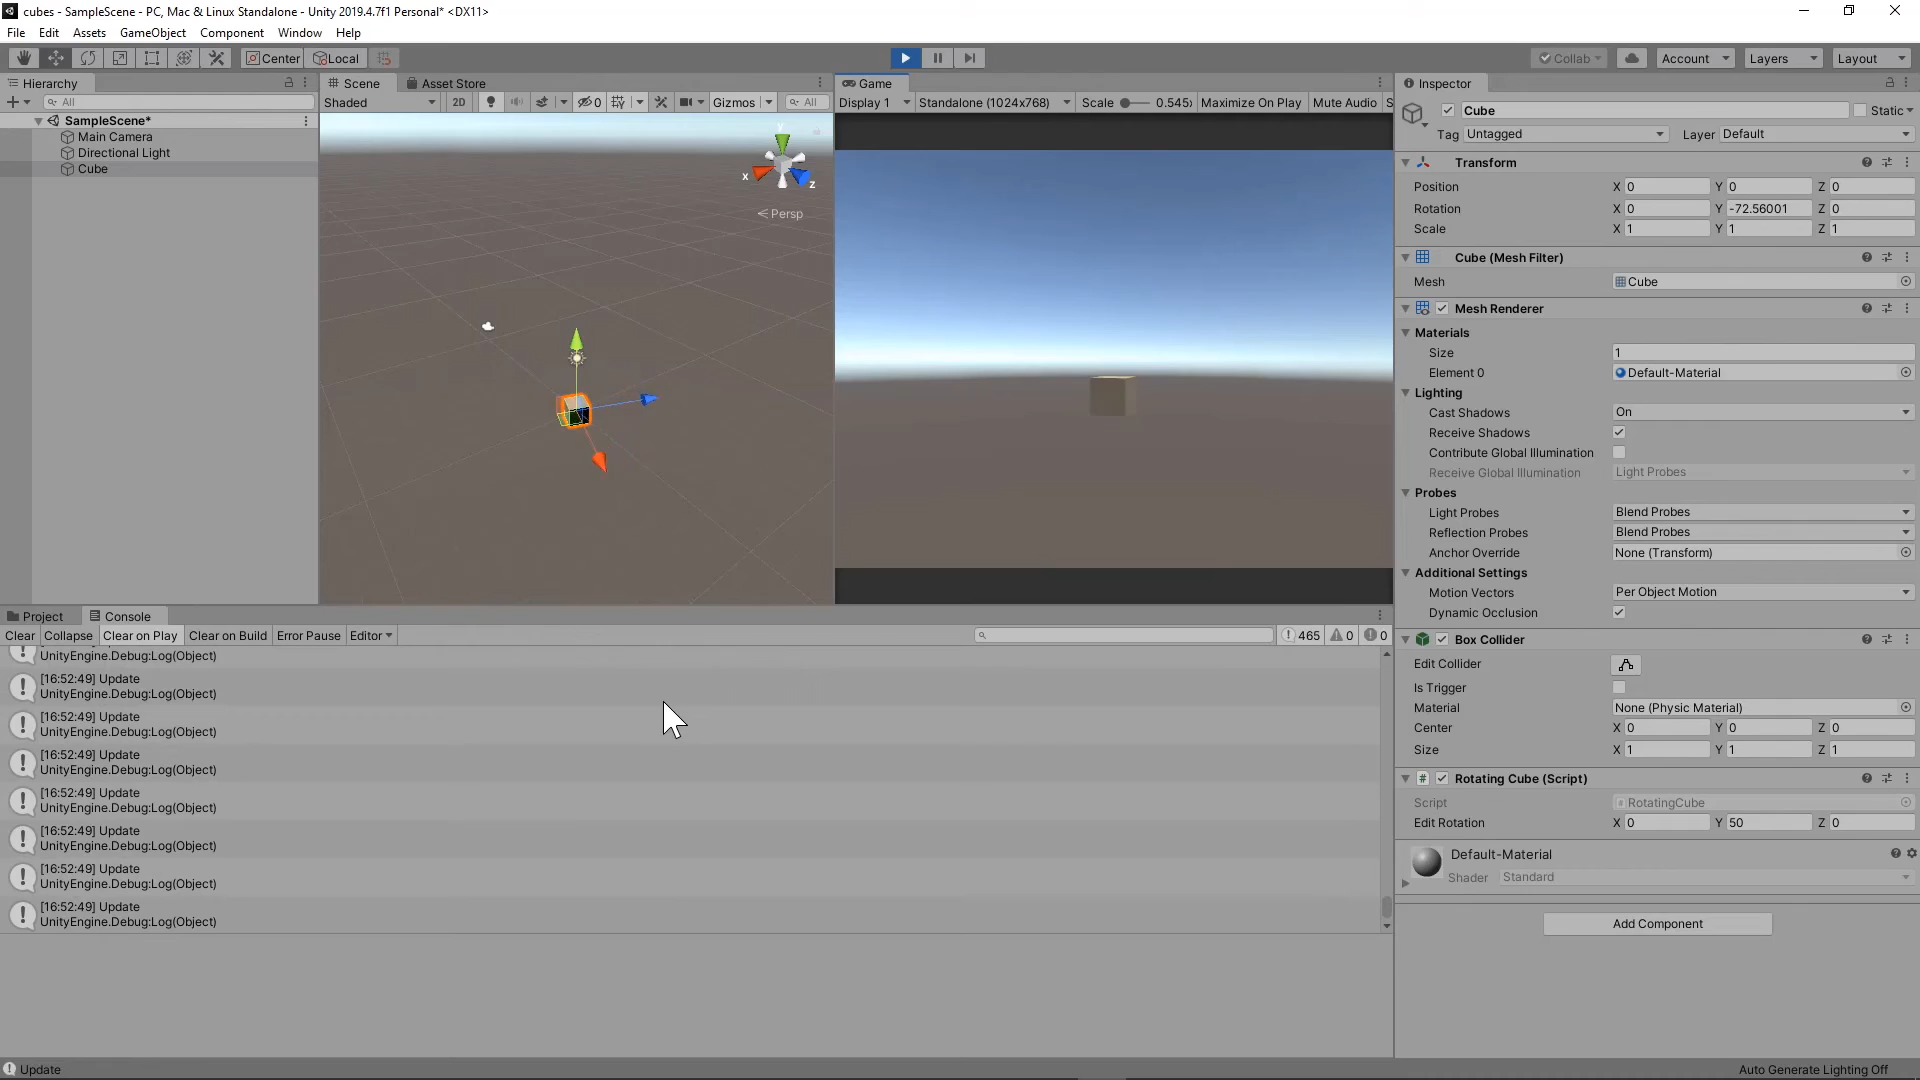 cubes - SampleScene - PC, Mac & Linux Standalone - Unity 2019.4.7f1 Personal* <DX11>
File Edit Assets GameObject Component Window Help
Center Local Collab Account Layers Layout
Hierarchy
All
SampleScene*
Main Camera
Directional Light
Cube
Scene Asset Store
Shaded 2D 0 Gizmos All
y
x
z
Persp
Game
Display 1 Standalone (1024x768) Scale 0.545 Maximize On Play Mute Audio S
Project Console
Clear Collapse Clear on Play Clear on Build Error Pause Editor 465 0 0
UnityEngine.Debug:Log(Object)
[16:52:49] Update
UnityEngine.Debug:Log(Object)
[16:52:49] Update
UnityEngine.Debug:Log(Object)
[16:52:49] Update
UnityEngine.Debug:Log(Object)
[16:52:49] Update
UnityEngine.Debug:Log(Object)
[16:52:49] Update
UnityEngine.Debug:Log(Object)
[16:52:49] Update
UnityEngine.Debug:Log(Object)
[16:52:49] Update
UnityEngine.Debug:Log(Object)
Inspector
Cube Static
Tag Untagged Layer Default
Transform
Position X 0 Y 0 Z 0
Rotation X 0 Y -72.56001 Z 0
Scale X 1 Y 1 Z 1
Cube (Mesh Filter)
Mesh Cube
Mesh Renderer
Materials
Size 1
Element 0 Default-Material
Lighting
Cast Shadows On
Receive Shadows
Contribute Global Illumination
Receive Global Illumination Light Probes
Probes
Light Probes Blend Probes
Reflection Probes Blend Probes
Anchor Override None (Transform)
Additional Settings
Motion Vectors Per Object Motion
Dynamic Occlusion
Box Collider
Edit Collider
Is Trigger
Material None (Physic Material)
Center X 0 Y 0 Z 0
Size X 1 Y 1 Z 1
# Rotating Cube (Script)
Script # RotatingCube
Edit Rotation X 0 Y 50 Z 0
Default-Material
Shader Standard
Add Component
Update
Auto Generate Lighting Off